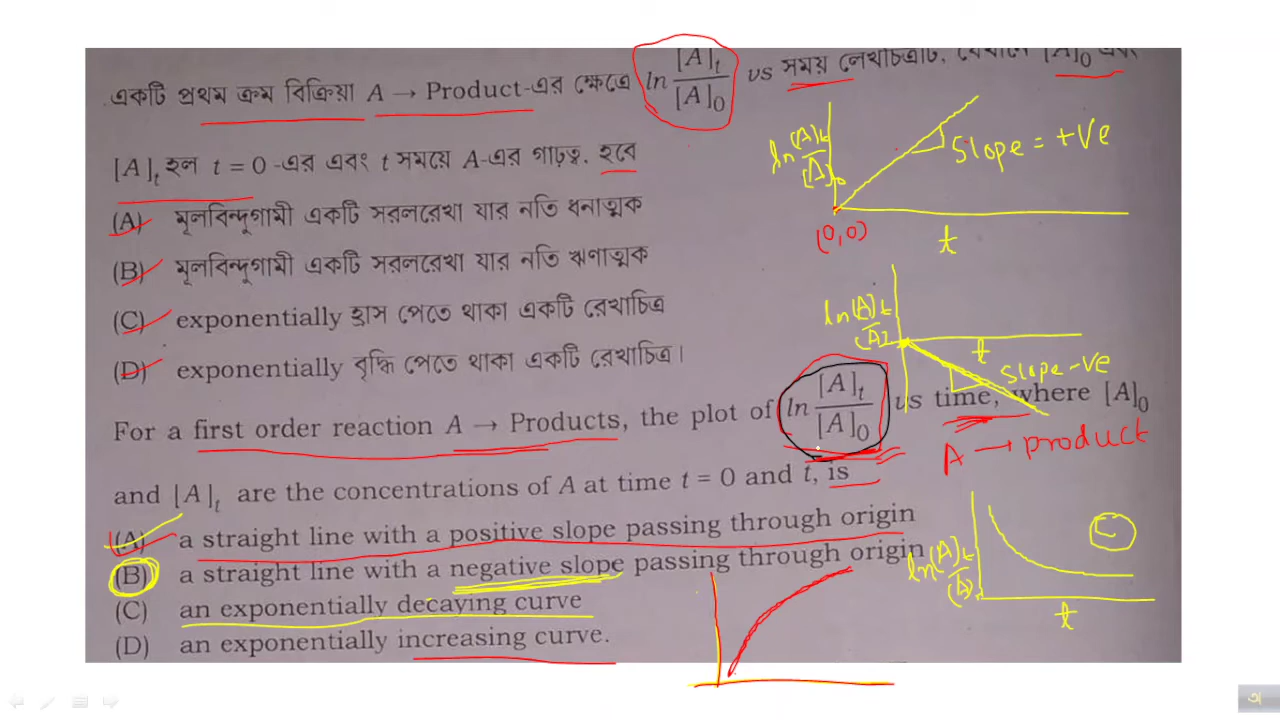 একটি প্রথম ক্রম বিক্রিয়া A → Product-এর ক্ষেত্রে ln [A]t/[A]0 vs সময় লেখচিত্রটি, যেখানে [A]0 এবং
[A]t হল t = 0 -এর এবং t সময়ে A-এর গাঢ়ত্ব, হবে
(A) মূলবিন্দুগামী একটি সরলরেখা যার নতি ধনাত্মক
(B) মূলবিন্দুগামী একটি সরলরেখা যার নতি ঋণাত্মক
(C) exponentially হ্রাস পেতে থাকা একটি রেখাচিত্র
(D) exponentially বৃদ্ধি পেতে থাকা একটি রেখাচিত্র।
ln [A]t/[A]0
Slope = +ve
(0,0)
t
ln [A]t/[A]
t
Slope -ve
For a first order reaction A → Products, the plot of ln [A]t/[A]0 vs time, where [A]0
A → product
and [A]t are the concentrations of A at time t = 0 and t, is
(A) a straight line with a positive slope passing through origin
(B) a straight line with a negative slope passing through origin
(C) an exponentially decaying curve
(D) an exponentially increasing curve.
ln [A]t/[A]0
t
C
অ